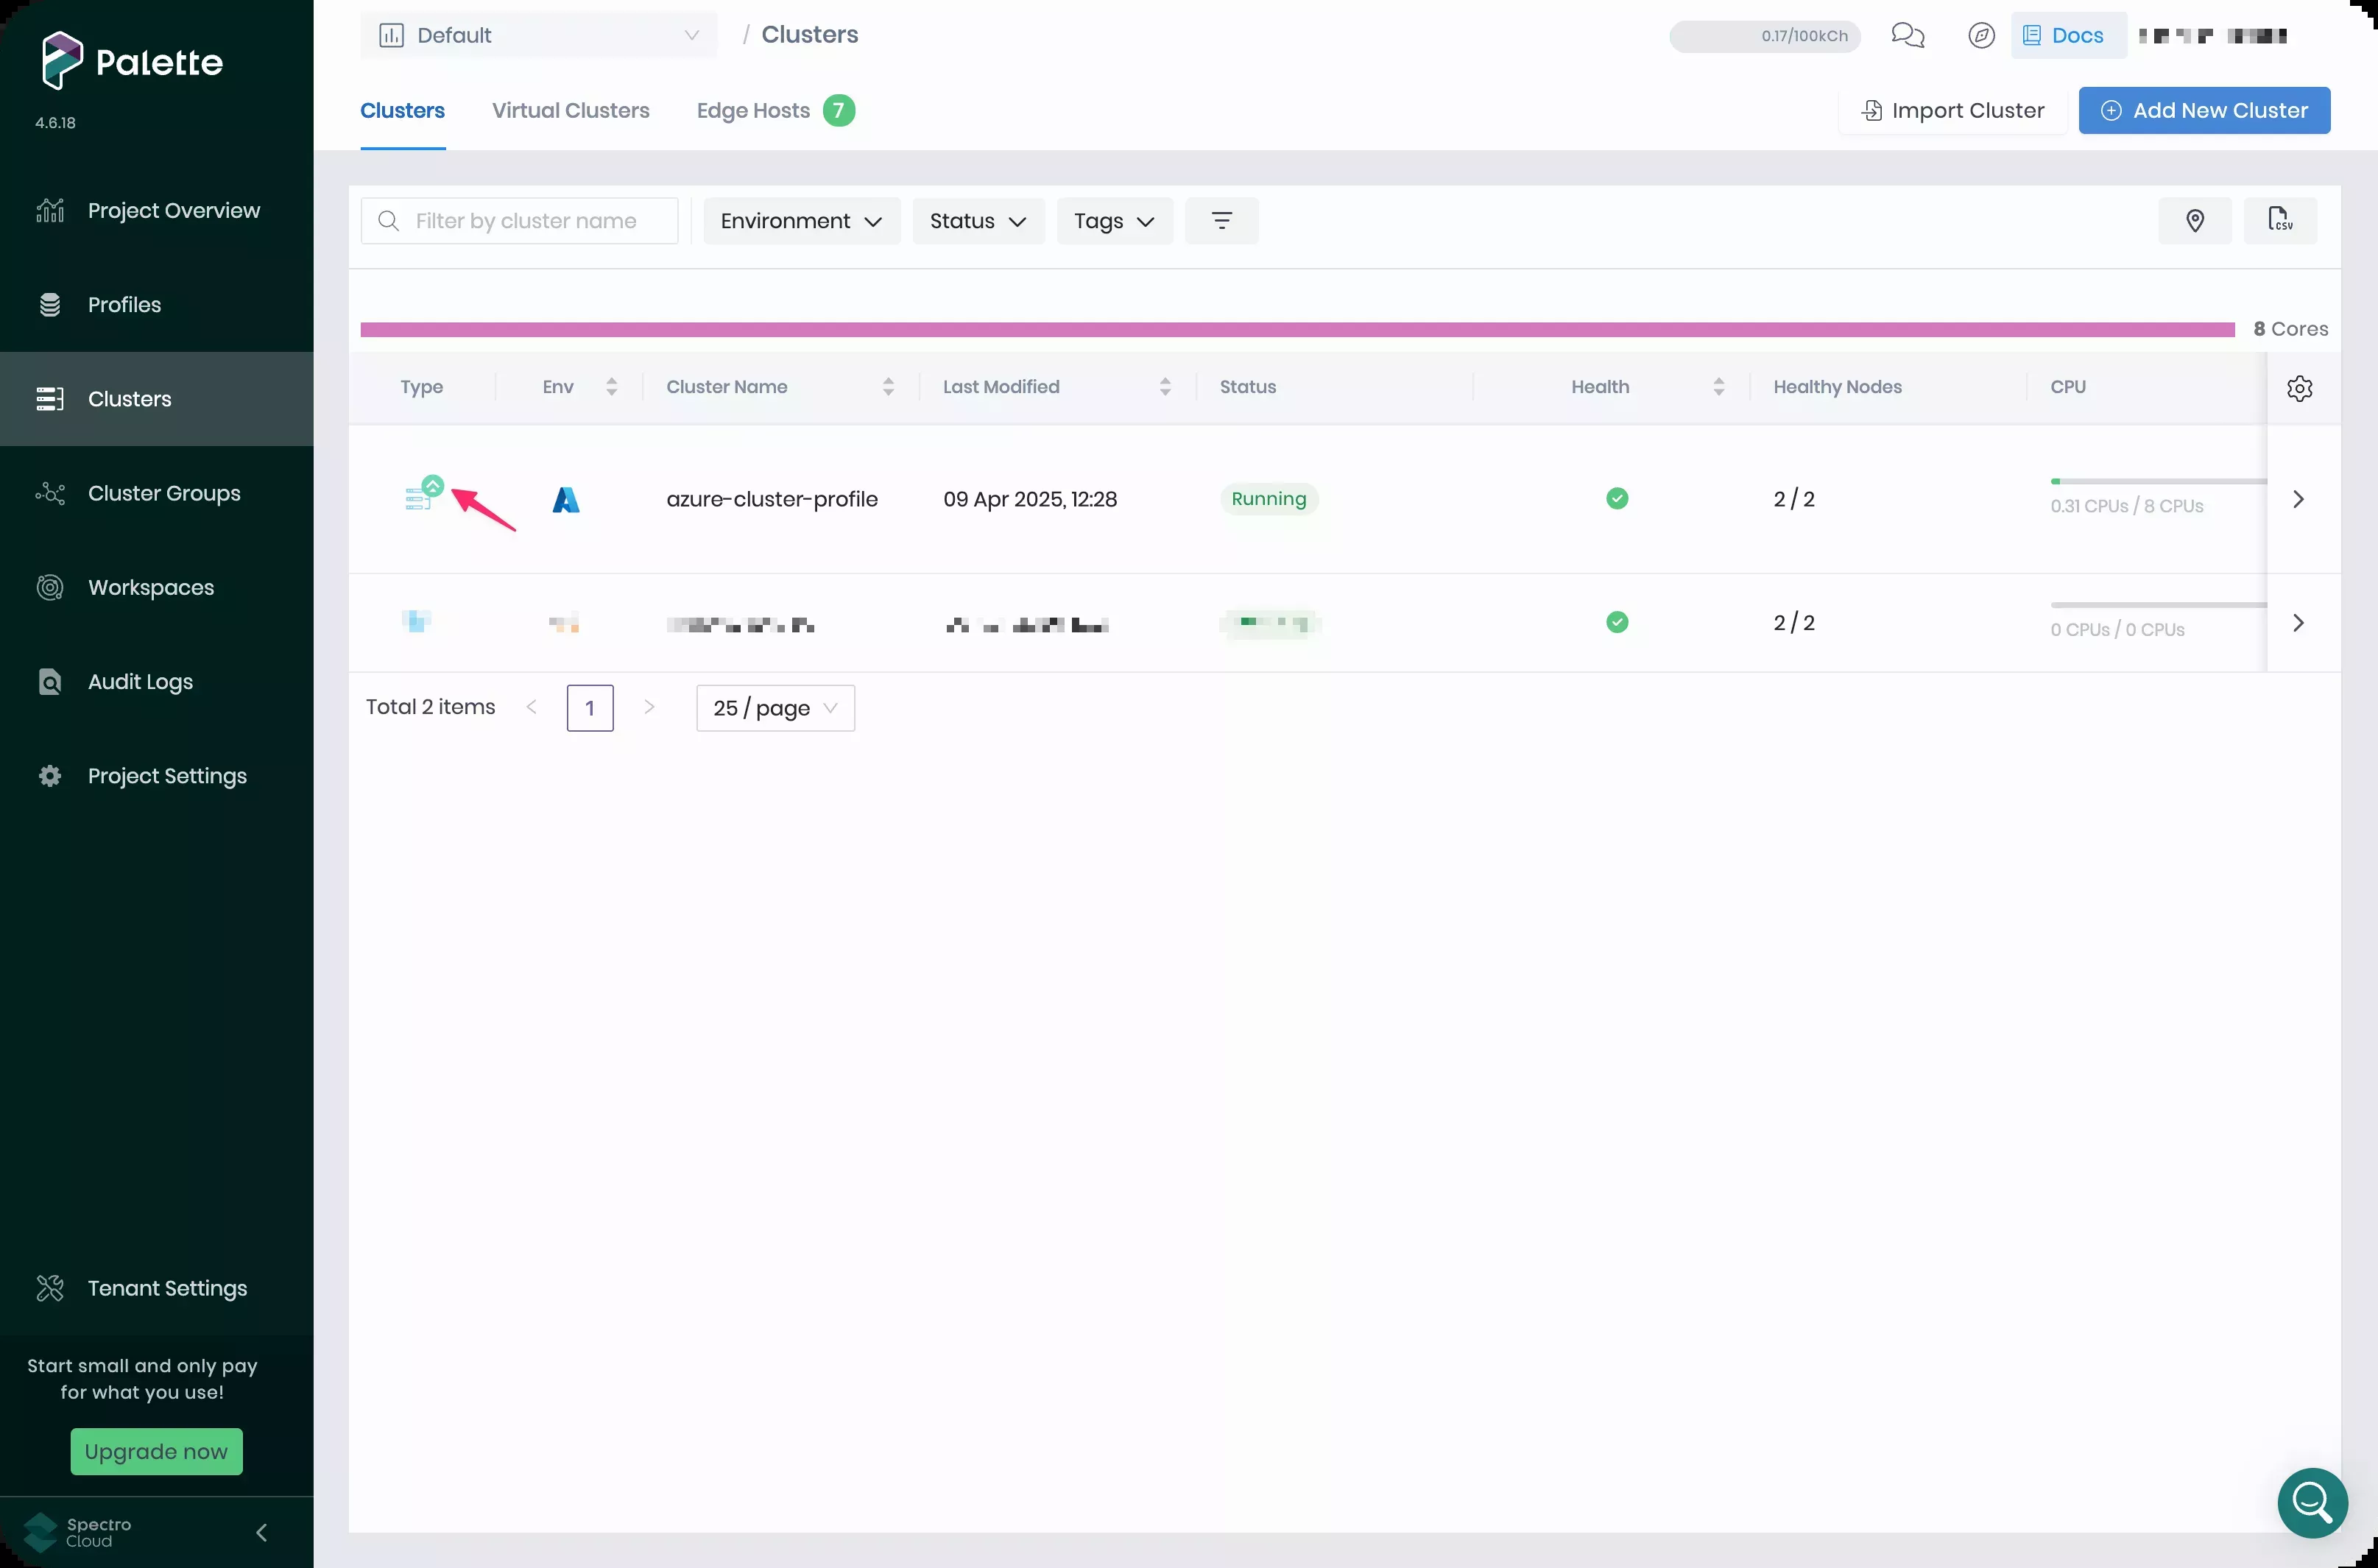 Palette
4.6.18
Project Overview
Profiles
Clusters
Cluster Groups
Workspaces
Audit Logs
Project Settings
Tenant Settings
Start small and only pay
for what you use!
Upgrade now
Spectro
Cloud
Default / Clusters
0.17/100kCh
Docs
Clusters Virtual Clusters Edge Hosts 7
Import Cluster Add New Cluster
Filter by cluster name Environment Status Tags
CSV
8 Cores
Type Env Cluster Name Last Modified Status Health Healthy Nodes CPU
azure-cluster-profile 09 Apr 2025, 12:28 Running 2 / 2
0.31 CPUs / 8 CPUs
2 / 2
0 CPUs / 0 CPUs
Total 2 items 1 25 / page